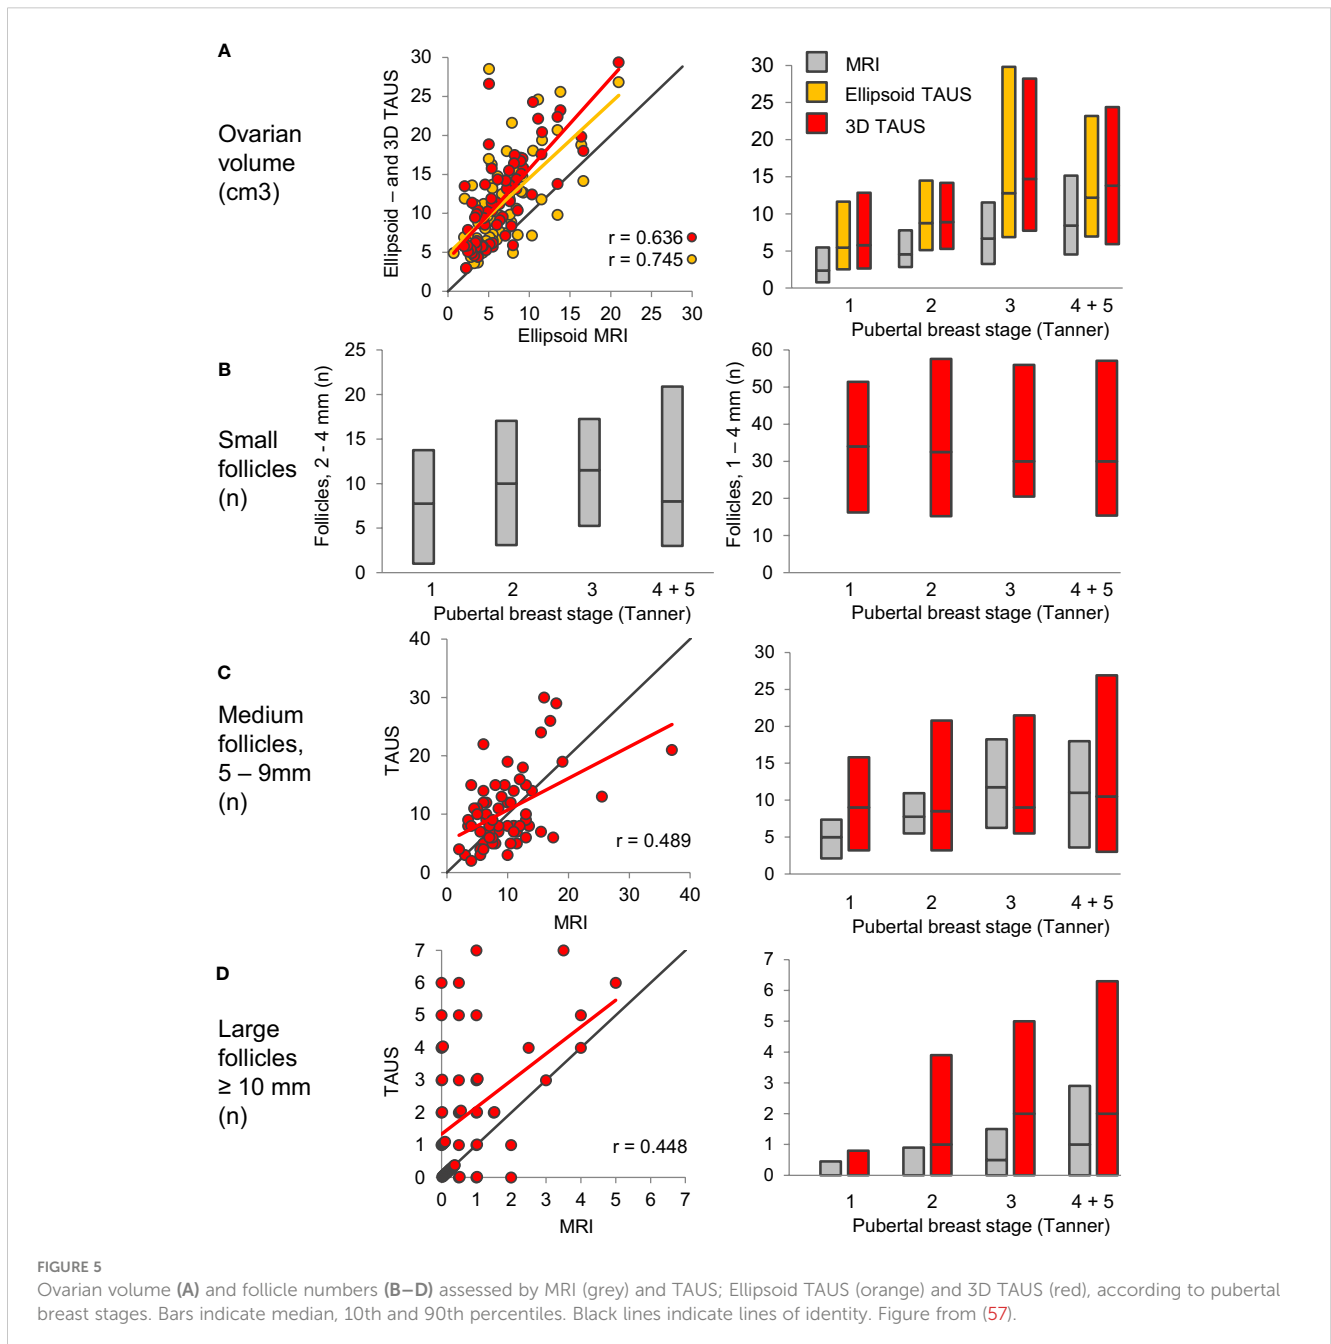 A
Ovarian
volume
(cm3)
Ellipsoid – and 3D TAUS
30
25
20
15
10
5
0
r = 0.636
r = 0.745
0 5 10 15 20 25 30
Ellipsoid MRI
MRI
Ellipsoid TAUS
3D TAUS
30
25
20
15
10
5
0
1 2 3 4 + 5
Pubertal breast stage (Tanner)
B
Small
follicles
(n)
Follicles, 2 - 4 mm (n)
25
20
15
10
5
0
1 2 3 4 + 5
Pubertal breast stage (Tanner)
Follicles, 1 – 4 mm (n)
60
50
40
30
20
10
0
1 2 3 4 + 5
Pubertal breast stage (Tanner)
C
Medium
follicles,
5 – 9mm
(n)
TAUS
40
30
20
10
0
r = 0.489
0 10 20 30 40
MRI
30
25
20
15
10
5
0
1 2 3 4 + 5
Pubertal breast stage (Tanner)
D
Large
follicles
≥ 10 mm
(n)
TAUS
7
6
5
4
3
2
1
0
r = 0.448
0 1 2 3 4 5 6 7
MRI
7
6
5
4
3
2
1
0
1 2 3 4 + 5
Pubertal breast stage (Tanner)
FIGURE 5
Ovarian volume (A) and follicle numbers (B–D) assessed by MRI (grey) and TAUS; Ellipsoid TAUS (orange) and 3D TAUS (red), according to pubertal
breast stages. Bars indicate median, 10th and 90th percentiles. Black lines indicate lines of identity. Figure from (57).